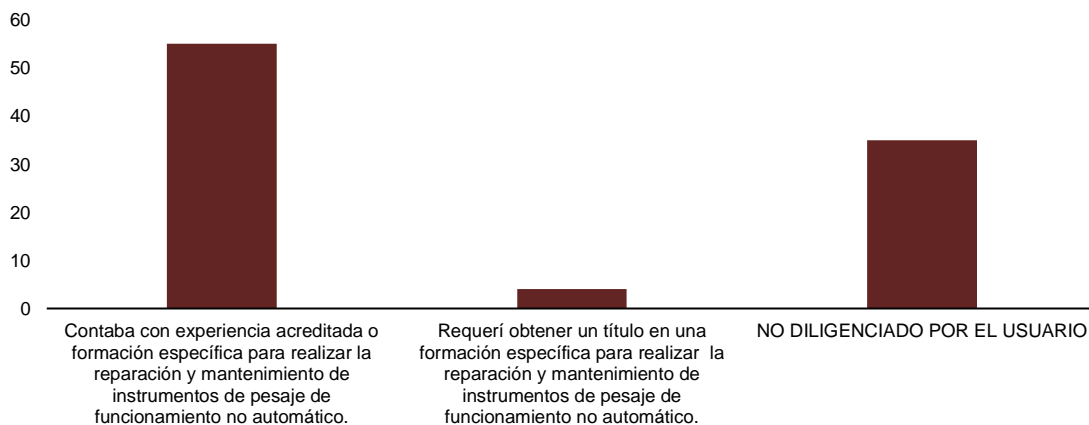 60
50
40
30
20
10
0
Contaba con experiencia acreditada o
formación específica para realizar la
reparación y mantenimiento de
instrumentos de pesaje de
funcionamiento no automático.
Requerí obtener un título en una
formación específica para realizar  la
reparación y mantenimiento de
instrumentos de pesaje de
funcionamiento no automático.
NO DILIGENCIADO POR EL USUARIO